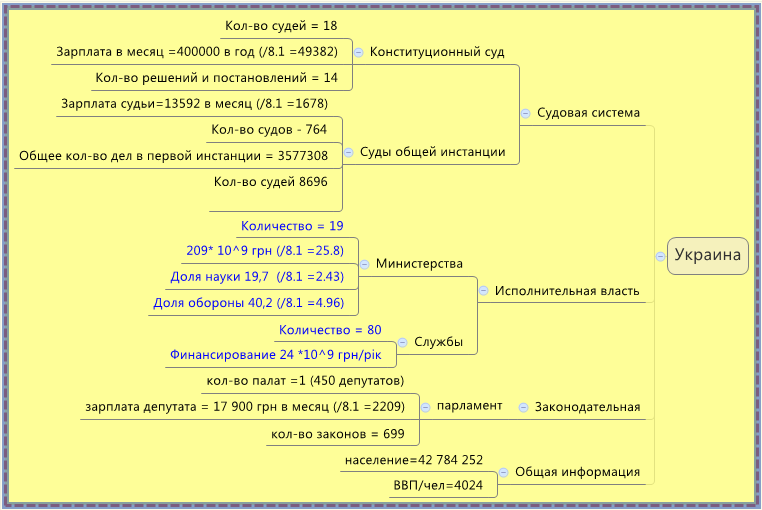 Кол-во судей = 18
Зарплата в месяц =400000 в год (/8.1 =49382)
Конституционный суд
Кол-во решений и постановлений = 14
Зарплата судьи=13592 в месяц (/8.1 =1678)
Судовая система
Кол-во судов - 764
Общее кол-во дел в первой инстанции = 3577308
Суды общей инстанции
Кол-во судей 8696
Количество = 19
209* 10^9 грн (/8.1 =25.8)
Министерства
Украина
Доля науки 19,7 (/8.1 =2.43)
Исполнительная власть
Доля обороны 40,2 (/8.1 =4.96)
Количество = 80
Службы
Финансирование 24 *10^9 грн/рік
кол-во палат =1 (450 депутатов)
зарплата депутата = 17 900 грн в месяц (/8.1 =2209)
парламент
Законодательная
кол-во законов = 699
население=42 784 252
Общая информация
ВВП/чел=4024